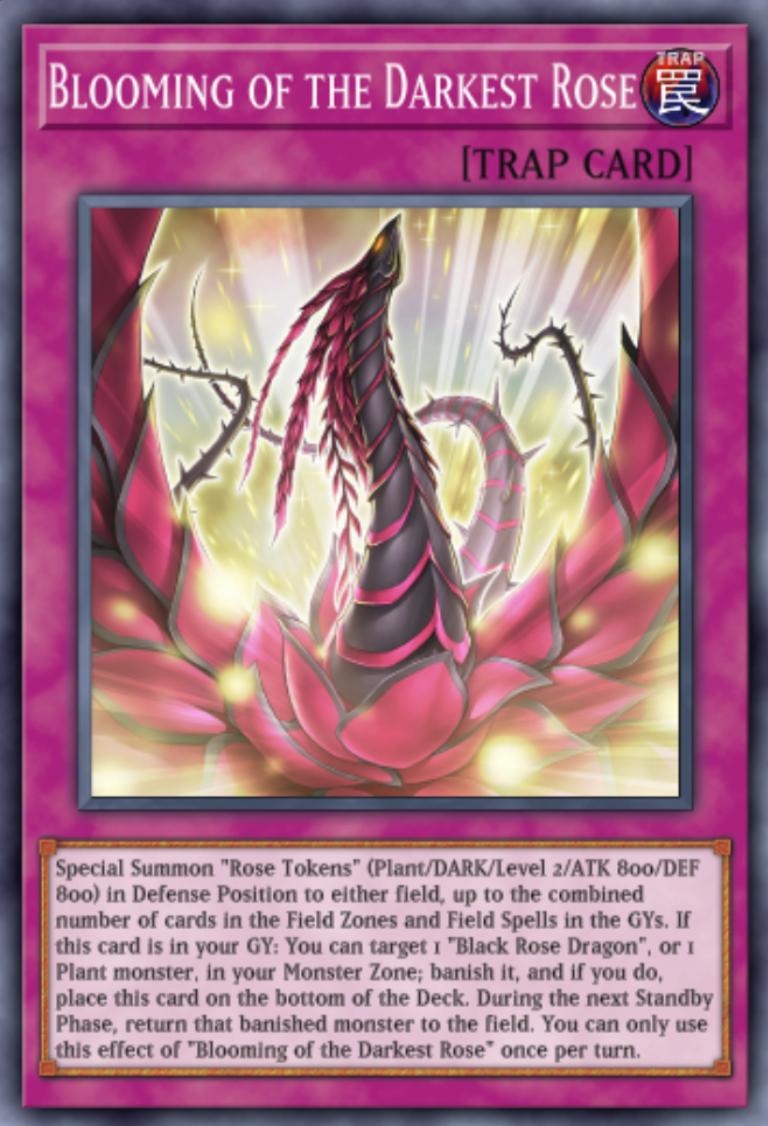 Blooming of the Darkest Rose
TRAP
罠
[TRAP CARD]
Special Summon "Rose Tokens" (Plant/DARK/Level 2/ATK 800/DEF
800) in Defense Position to either field, up to the combined
number of cards in the Field Zones and Field Spells in the GYs. If
this card is in your GY: You can target 1 "Black Rose Dragon", or 1
Plant monster, in your Monster Zone; banish it, and if you do,
place this card on the bottom of the Deck. During the next Standby
Phase, return that banished monster to the field. You can only use
this effect of "Blooming of the Darkest Rose" once per turn.